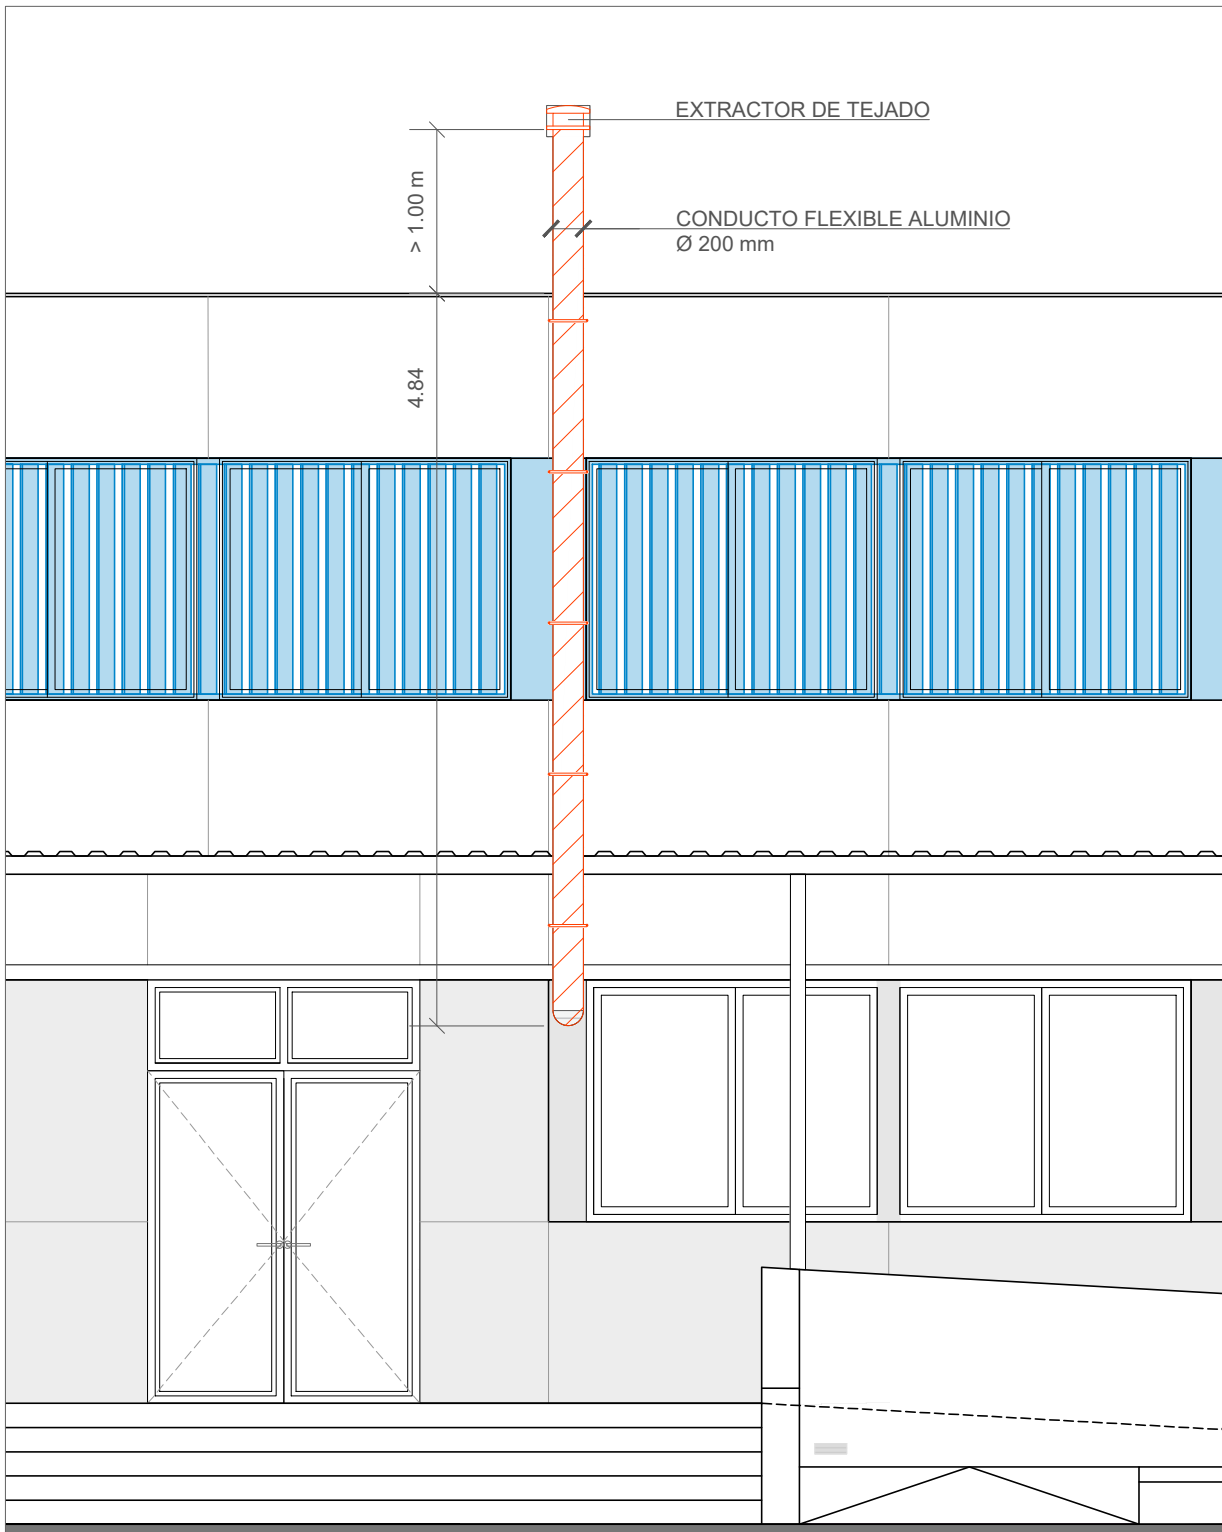 EXTRACTOR DE TEJADO
> 1.00 m
CONDUCTO FLEXIBLE ALUMINIO
Ø 200 mm
4.84